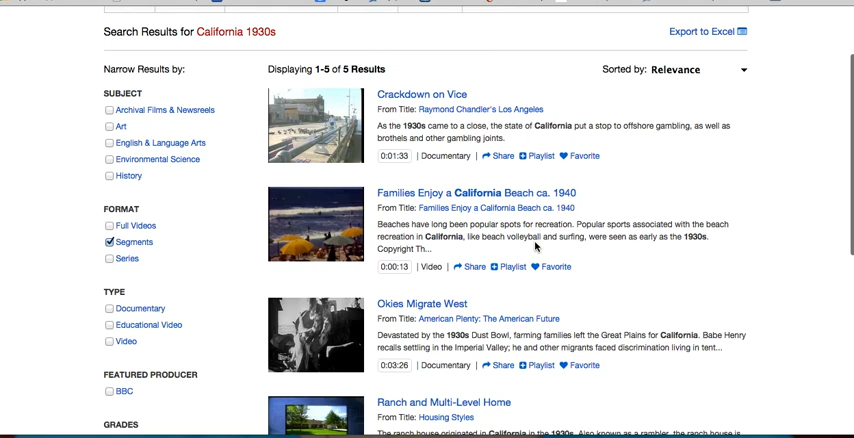 Search Results for California 1930s
Export to Excel
Narrow Results by:
Displaying 1-5 of 5 Results
Sorted by: Relevance
SUBJECT
Archival Films & Newsreels
Art
English & Language Arts
Environmental Science
History
FORMAT
Full Videos
Segments
Series
TYPE
Documentary
Educational Video
Video
FEATURED PRODUCER
BBC
GRADES
Crackdown on Vice
From Title: Raymond Chandler's Los Angeles
As the 1930s came to a close, the state of California put a stop to offshore gambling, as well as
brothels and other gambling joints.
0:01:33 | Documentary | Share Playlist Favorite
Families Enjoy a California Beach ca. 1940
From Title: Families Enjoy a California Beach ca. 1940
Beaches have long been popular spots for recreation. Popular sports associated with the beach
recreation in California, like beach volleyball and surfing, were seen as early as the 1930s.
Copyright Th...
0:00:13 | Video | Share Playlist Favorite
Okies Migrate West
From Title: American Plenty: The American Future
Devastated by the 1930s Dust Bowl, farming families left the Great Plains for California. Babe Henry
recalls settling in the Imperial Valley; he and other migrants faced discrimination living in tent...
0:03:26 | Documentary | Share Playlist Favorite
Ranch and Multi-Level Home
From Title: Housing Styles
The ranch house originated in California in the 1930s. Also known as a rambler, the ranch house is